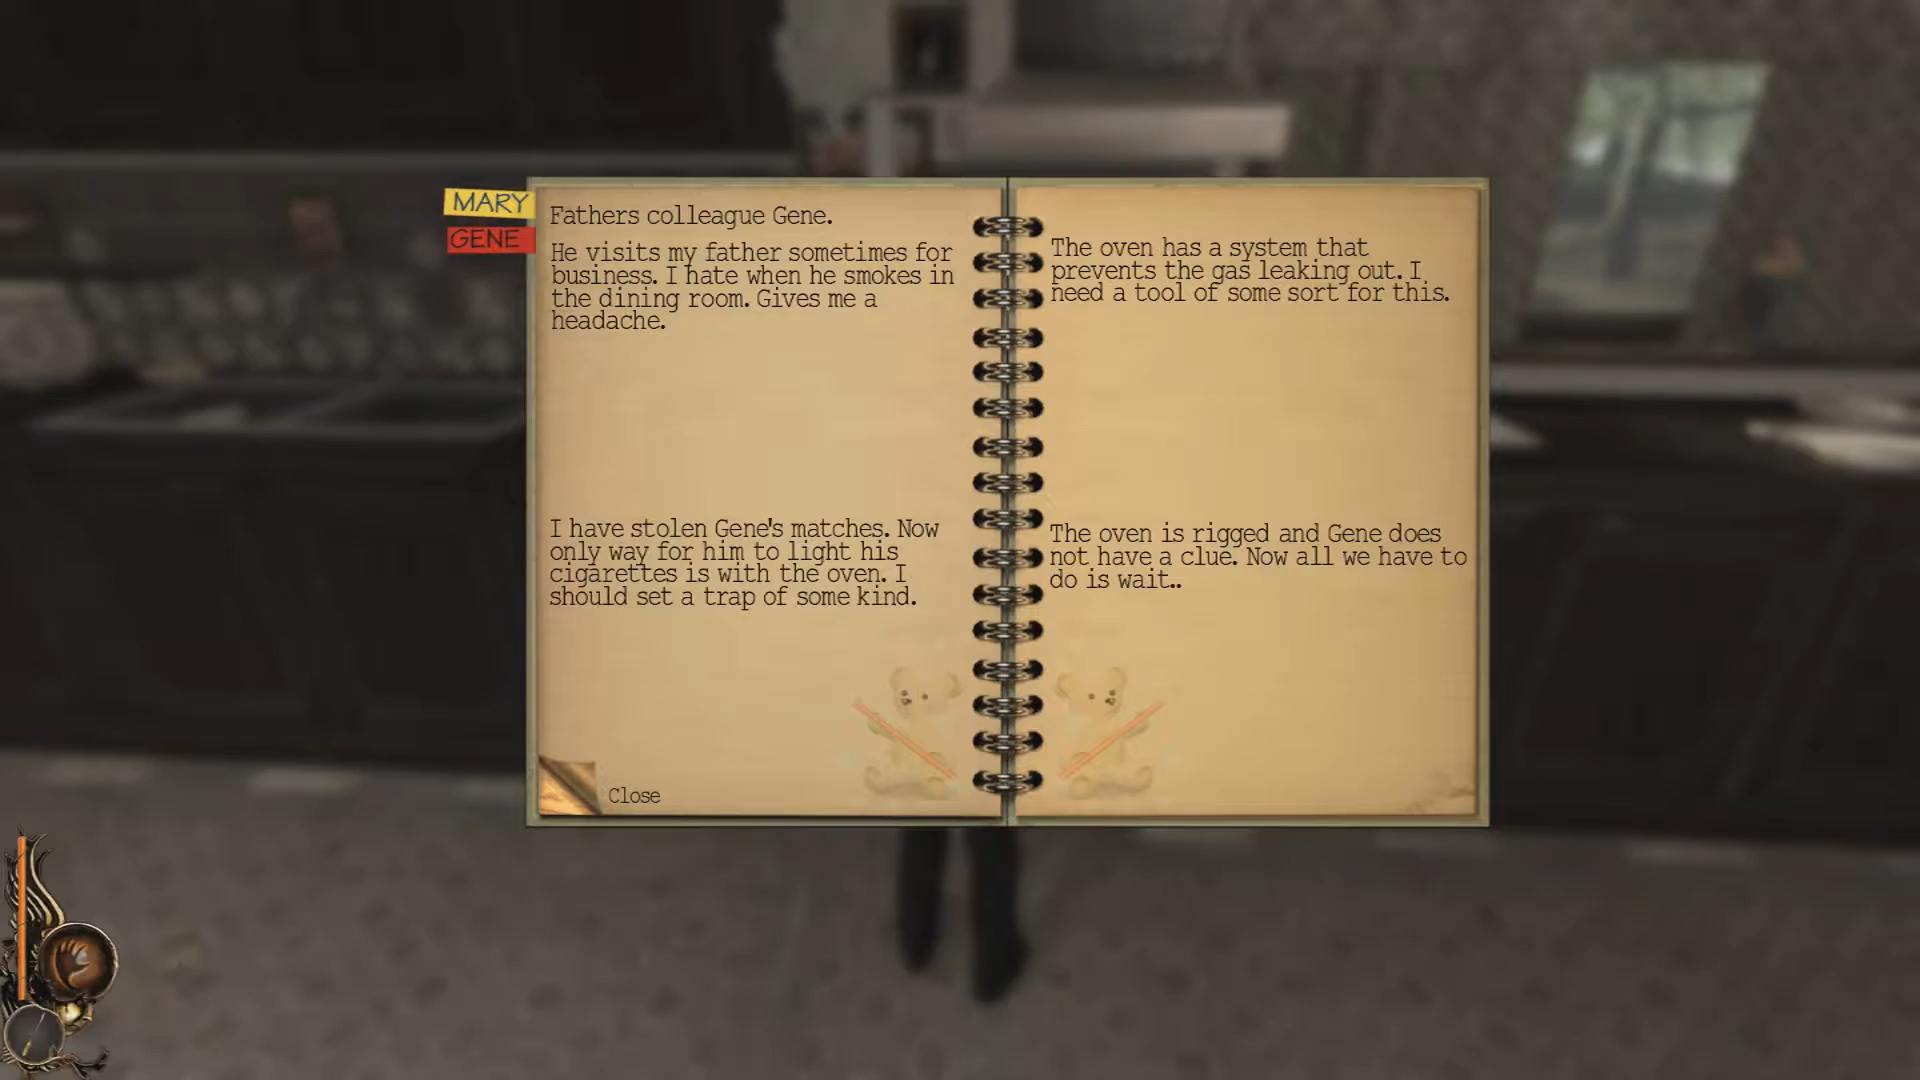 MARY
GENE
Fathers colleague Gene.
He visits my father sometimes for
business. I hate when he smokes in
the dining room. Gives me a
headache.
I have stolen Gene's matches. Now
only way for him to light his
cigarettes is with the oven. I
should set a trap of some kind.
Close
The oven has a system that
prevents the gas leaking out. I
need a tool of some sort for this.
The oven is rigged and Gene does
not have a clue. Now all we have to
do is wait..